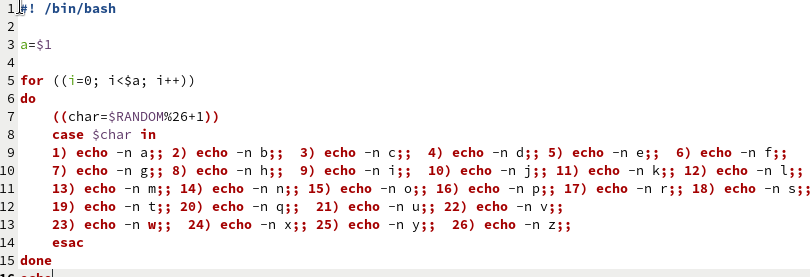 1 #! /bin/bash
2
3 a=$1
4
5 for ((i=0; i<$a; i++))
6 do
7     ((char=$RANDOM%26+1))
8     case $char in
9     1) echo -n a;; 2) echo -n b;;  3) echo -n c;;  4) echo -n d;; 5) echo -n e;;  6) echo -n f;;
10     7) echo -n g;; 8) echo -n h;;  9) echo -n i;;  10) echo -n j;; 11) echo -n k;; 12) echo -n l;;
11     13) echo -n m;; 14) echo -n n;; 15) echo -n o;; 16) echo -n p;; 17) echo -n r;; 18) echo -n s;;
12     19) echo -n t;; 20) echo -n q;;  21) echo -n u;; 22) echo -n v;;
13     23) echo -n w;;  24) echo -n x;; 25) echo -n y;;  26) echo -n z;;
14     esac
15 done
16 echo